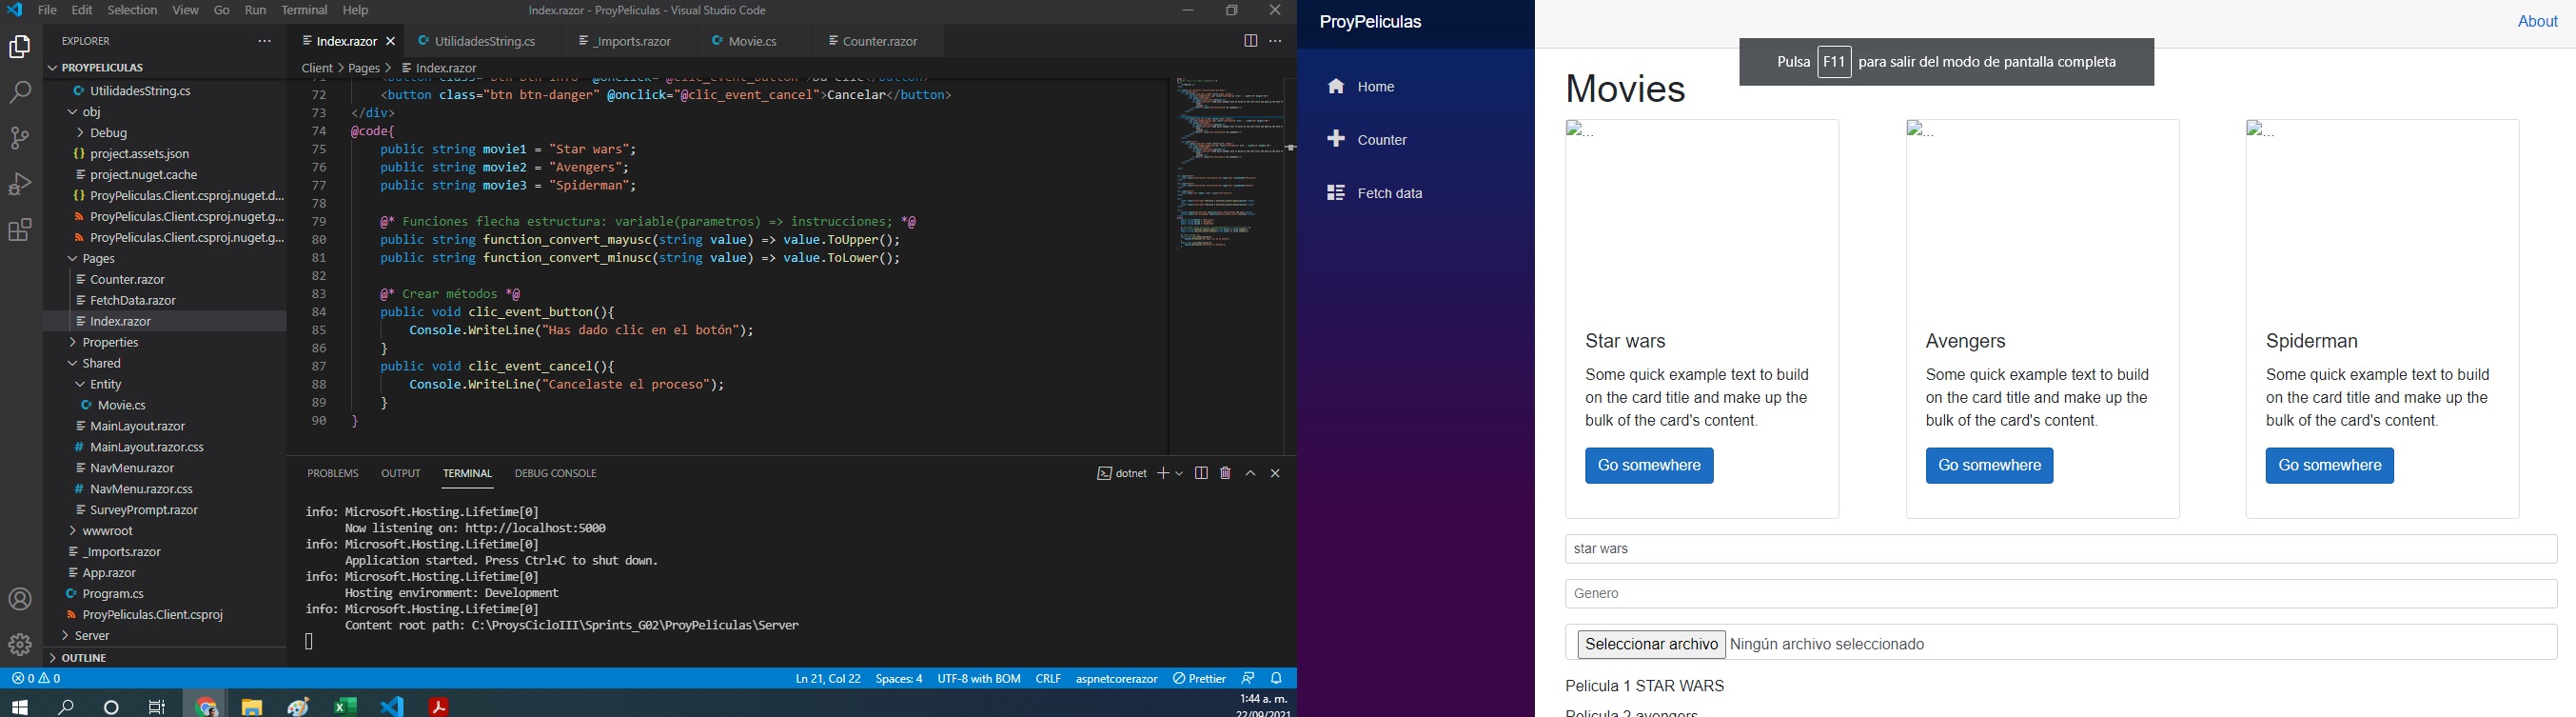 File Edit Selection View Go Run Terminal Help
Index.razor - ProyPeliculas - Visual Studio Code
EXPLORER
PROYPELICULAS
UtilidadesString.cs
obj
Debug
project.assets.json
project.nuget.cache
ProyPeliculas.Client.csproj.nuget.d...
ProyPeliculas.Client.csproj.nuget.g...
ProyPeliculas.Client.csproj.nuget.g...
Pages
Counter.razor
FetchData.razor
Index.razor
Properties
Shared
Entity
Movie.cs
MainLayout.razor
MainLayout.razor.css
NavMenu.razor
NavMenu.razor.css
SurveyPrompt.razor
wwwroot
_Imports.razor
App.razor
Program.cs
ProyPeliculas.Client.csproj
Server
OUTLINE
Index.razor UtilidadesString.cs _Imports.razor Movie.cs Counter.razor
Client > Pages > Index.razor
71 <button class="btn btn-info" @onclick="@clic_event_button">Da clic</button>
72 <button class="btn btn-danger" @onclick="@clic_event_cancel">Cancelar</button>
73 </div>
74 @code{
75 public string movie1 = "Star wars";
76 public string movie2 = "Avengers";
77 public string movie3 = "Spiderman";
78
79 @* Funciones flecha estructura: variable(parametros) => instrucciones; *@
80 public string function_convert_mayusc(string value) => value.ToUpper();
81 public string function_convert_minusc(string value) => value.ToLower();
82
83 @* Crear métodos *@
84 public void clic_event_button(){
85 Console.WriteLine("Has dado clic en el botón");
86 }
87 public void clic_event_cancel(){
88 Console.WriteLine("Cancelaste el proceso");
89 }
90 }
PROBLEMS OUTPUT TERMINAL DEBUG CONSOLE
dotnet
info: Microsoft.Hosting.Lifetime[0]
Now listening on: http://localhost:5000
info: Microsoft.Hosting.Lifetime[0]
Application started. Press Ctrl+C to shut down.
info: Microsoft.Hosting.Lifetime[0]
Hosting environment: Development
info: Microsoft.Hosting.Lifetime[0]
Content root path: C:\ProysCicloIII\Sprints_G02\ProyPeliculas\Server
0 0
Ln 21, Col 22 Spaces: 4 UTF-8 with BOM CRLF aspnetcorerazor Prettier
1:44 a. m.
22/09/2021
ProyPeliculas
Home
Counter
Fetch data
About
Pulsa F11 para salir del modo de pantalla completa
Movies
...
Star wars
Some quick example text to build
on the card title and make up the
bulk of the card's content.
Go somewhere
...
Avengers
Some quick example text to build
on the card title and make up the
bulk of the card's content.
Go somewhere
...
Spiderman
Some quick example text to build
on the card title and make up the
bulk of the card's content.
Go somewhere
star wars
Genero
Seleccionar archivo Ningún archivo seleccionado
Pelicula 1 STAR WARS
Pelicula 2 avengers